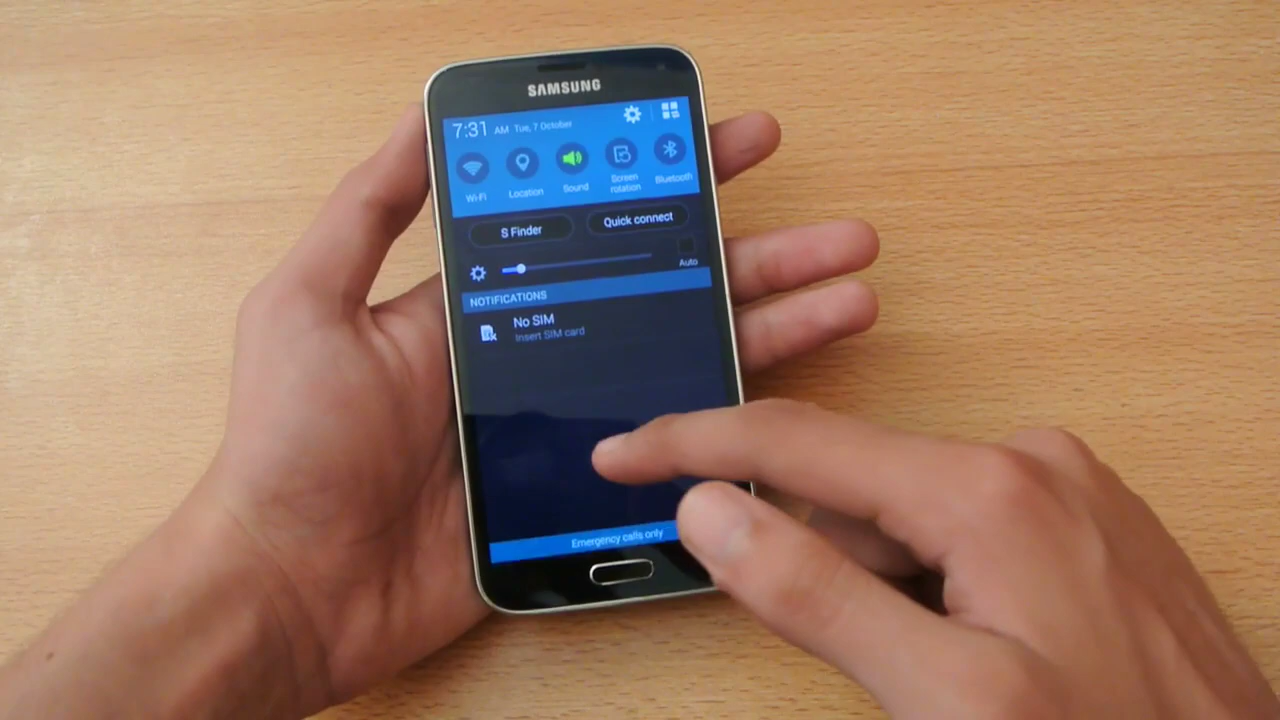 SAMSUNG
7:31 AM Tue, 7 October
Wi-Fi Location Sound Screen rotation Bluetooth
S Finder Quick connect
Auto
NOTIFICATIONS
No SIM
Insert SIM card
Emergency calls only